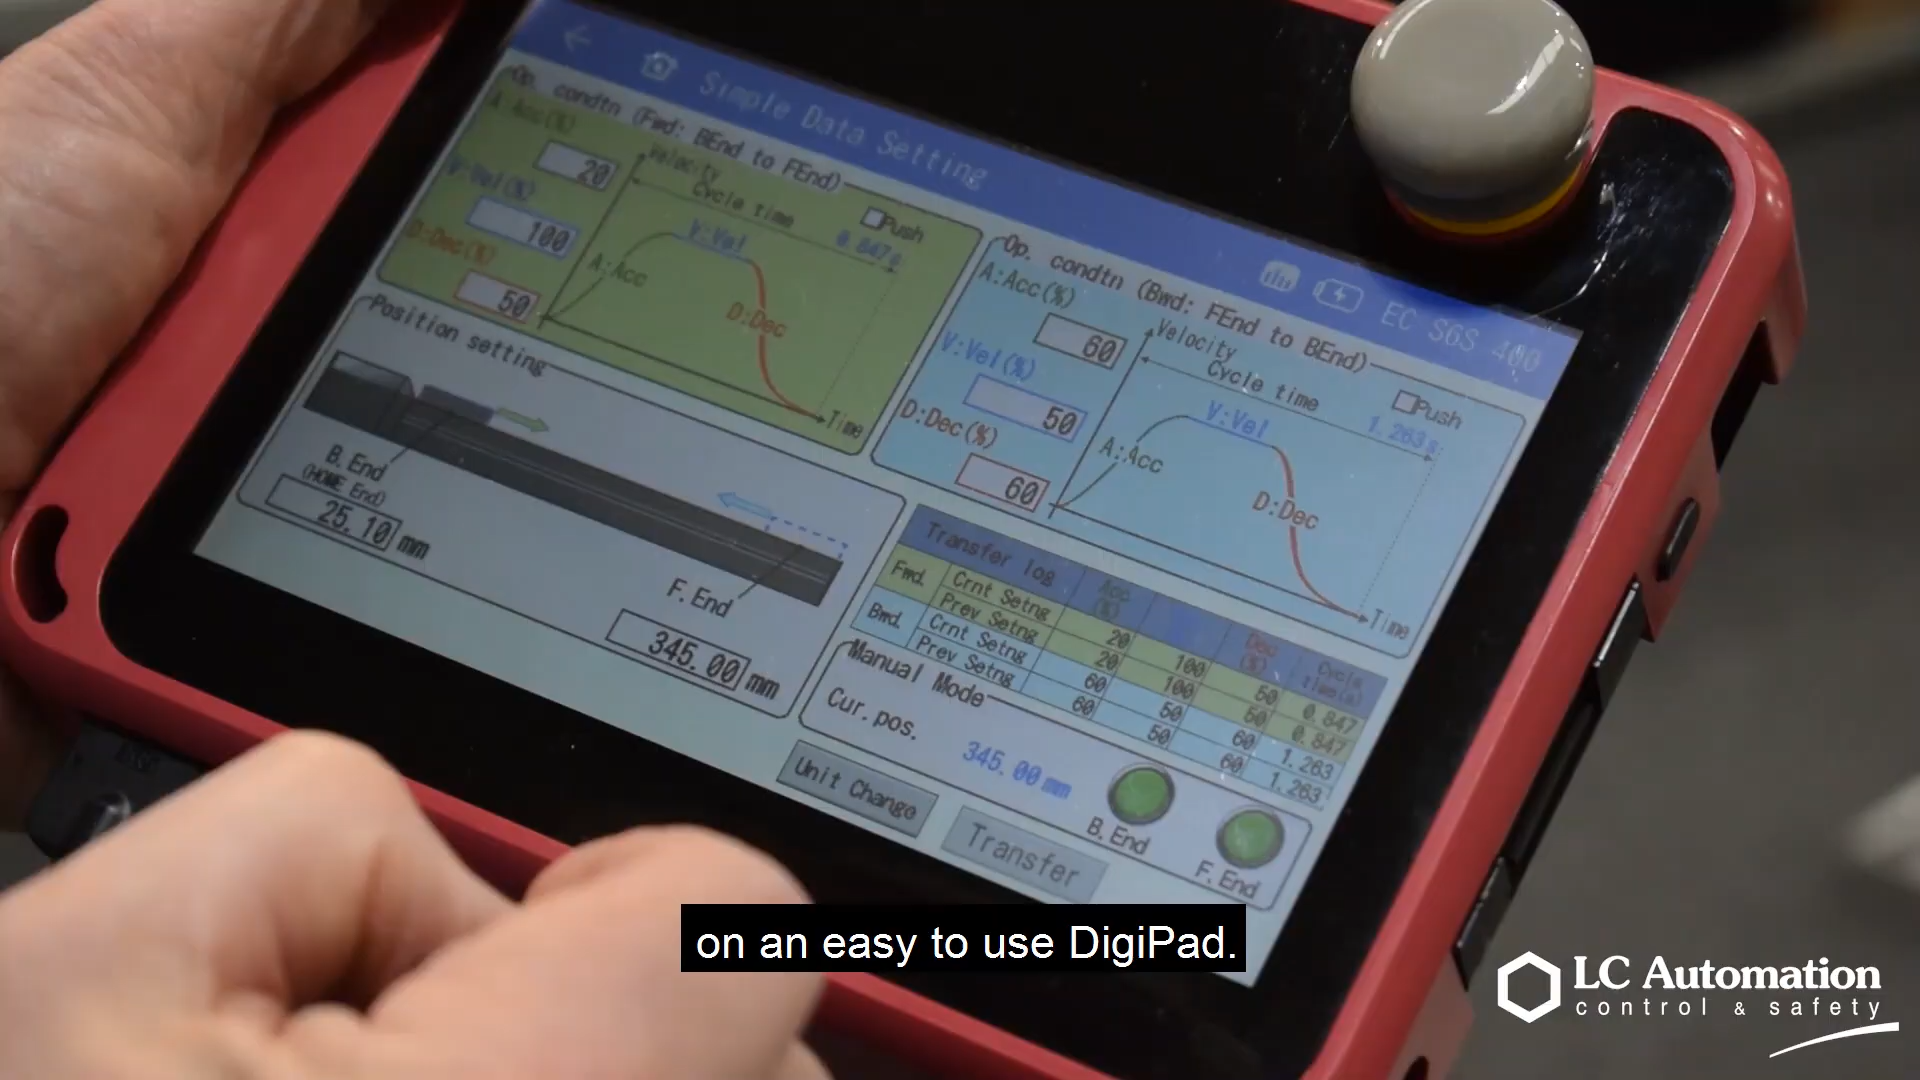 Simple Data Setting
EC S6S 400
Op. condtn (Fwd: BEnd to FEnd)
A:Acc(%)
20
V:Vel(%)
100
D:Dec(%)
50
Velocity
Cycle time
0.847s
Push
V:Vel
A:Acc
D:Dec
Time
Op. condtn (Bwd: FEnd to BEnd)
A:Acc(%)
60
V:Vel(%)
50
D:Dec(%)
60
Velocity
Cycle time
1.263s
Push
V:Vel
A:Acc
D:Dec
Time
Position setting
B. End
(HOME End)
25.10 mm
F. End
345.00 mm
Transfer log Acc (%) Dec (%) Cycle time(s)
Fwd. Crnt Setng 20 100 50 0.847
Prev Setng 20 100 50 0.847
Bwd. Crnt Setng 60 50 60 1.263
Prev Setng 60 50 60 1.263
Manual Mode
Cur. pos.
345.00 mm
B. End
F. End
Unit Change
Transfer
on an easy to use DigiPad.
LC Automation
control & safety